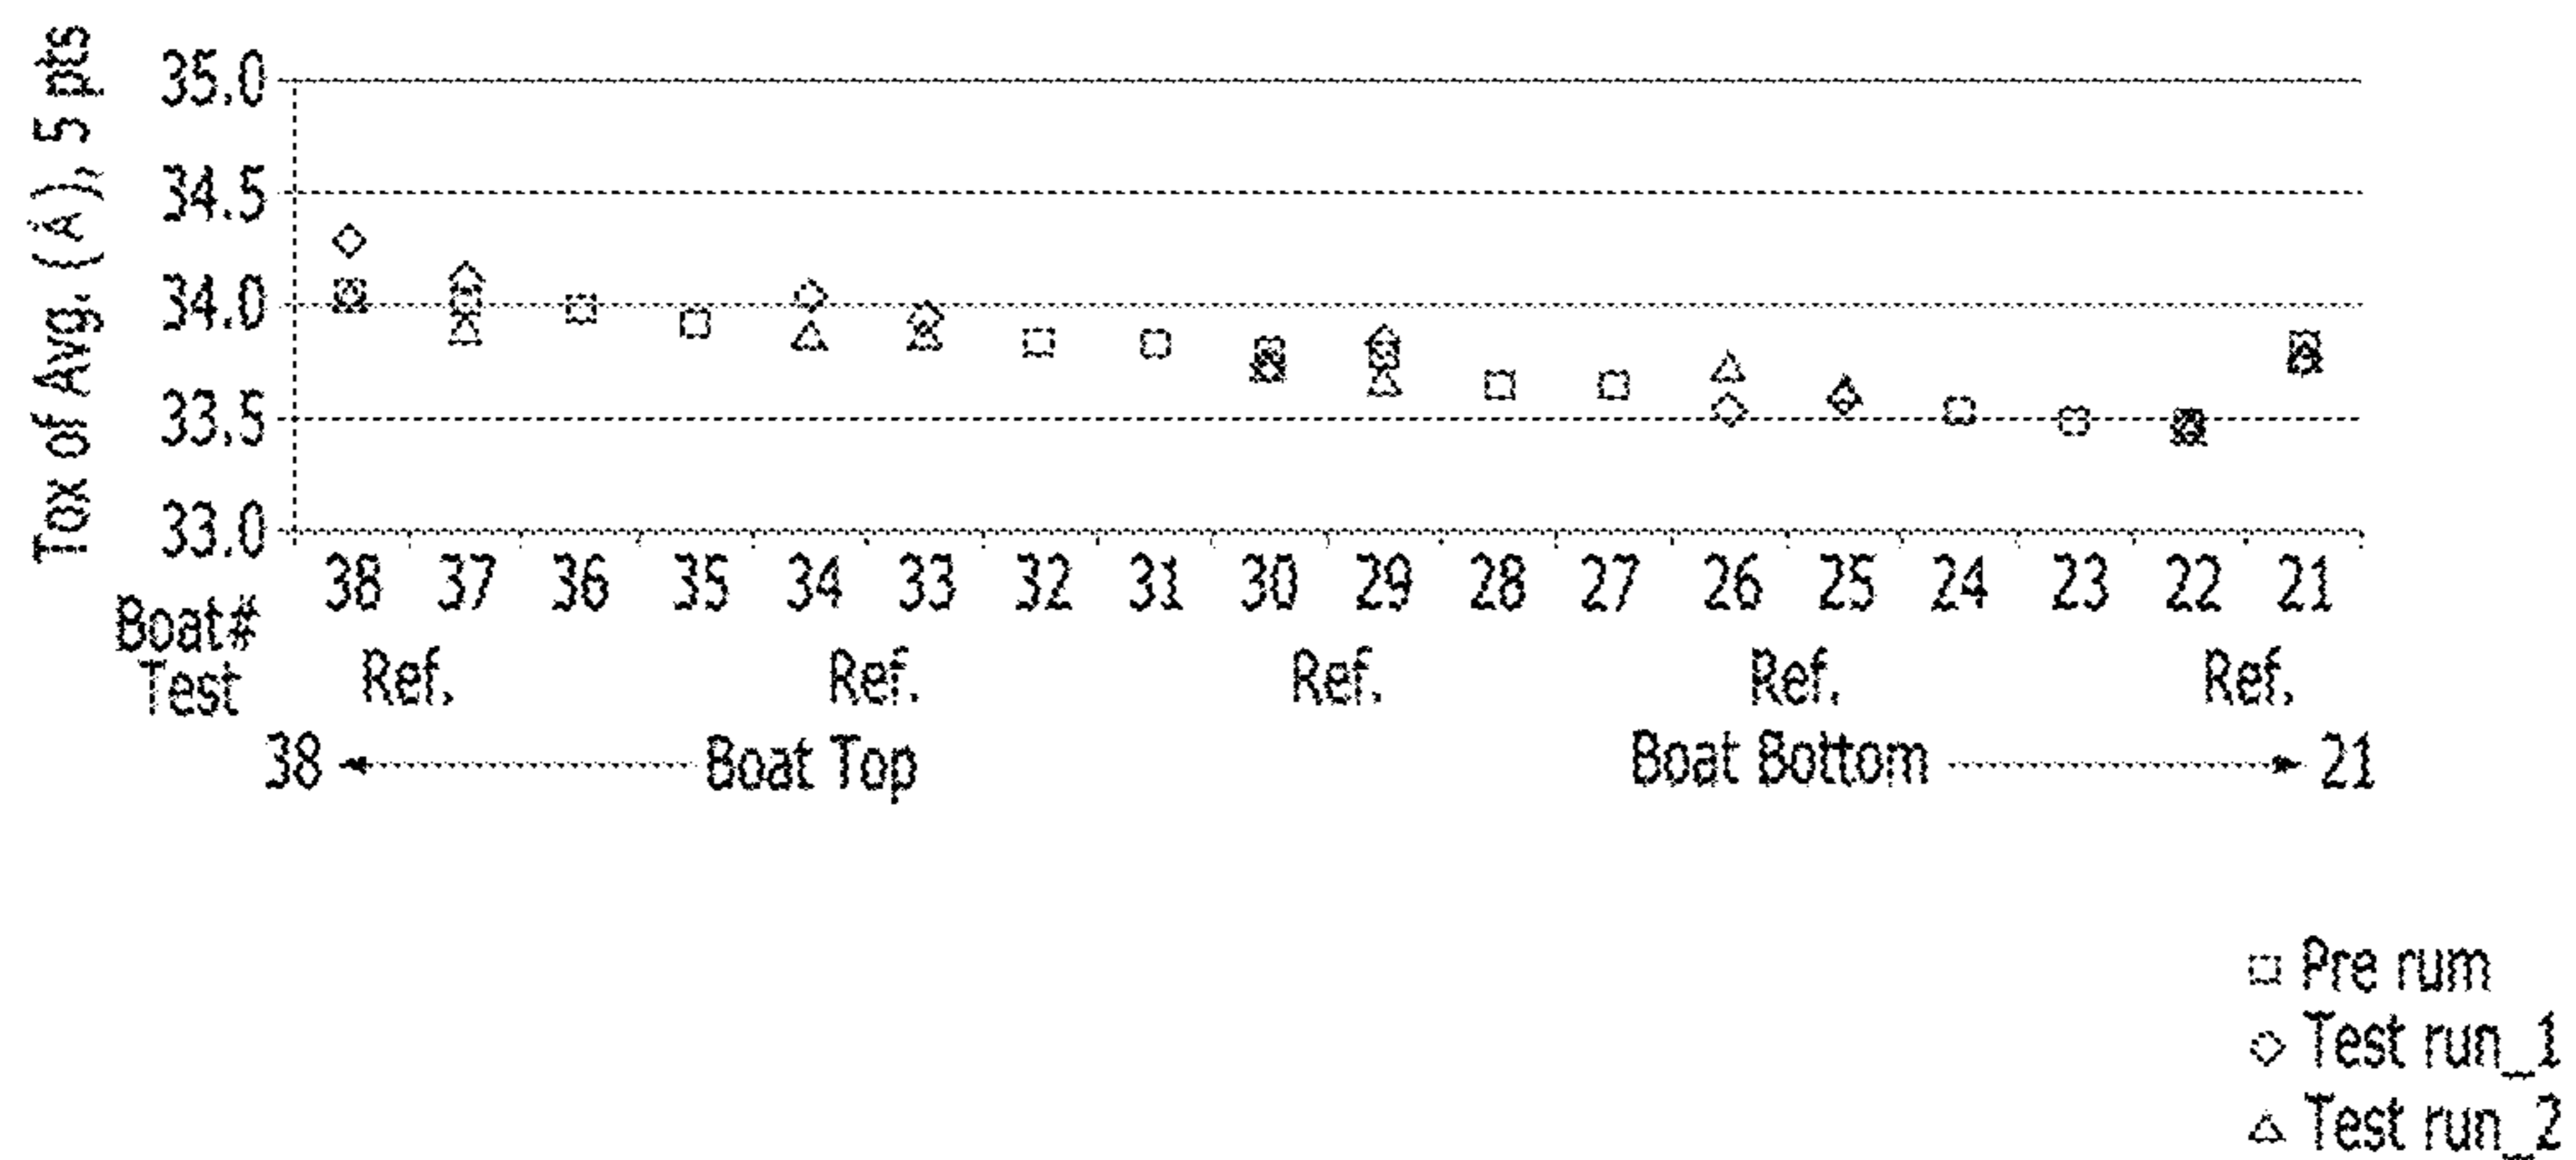 Tox of Avg. (Å), 5 pts
35.0
34.5
34.0
33.5
33.0
Boat# 38 37 36 35 34 33 32 31 30 29 28 27 26 25 24 23 22 21
Test Ref. Ref. Ref. Ref. Ref.
38 Boat Top Boat Bottom 21
Pre rum
Test run_1
Test run_2